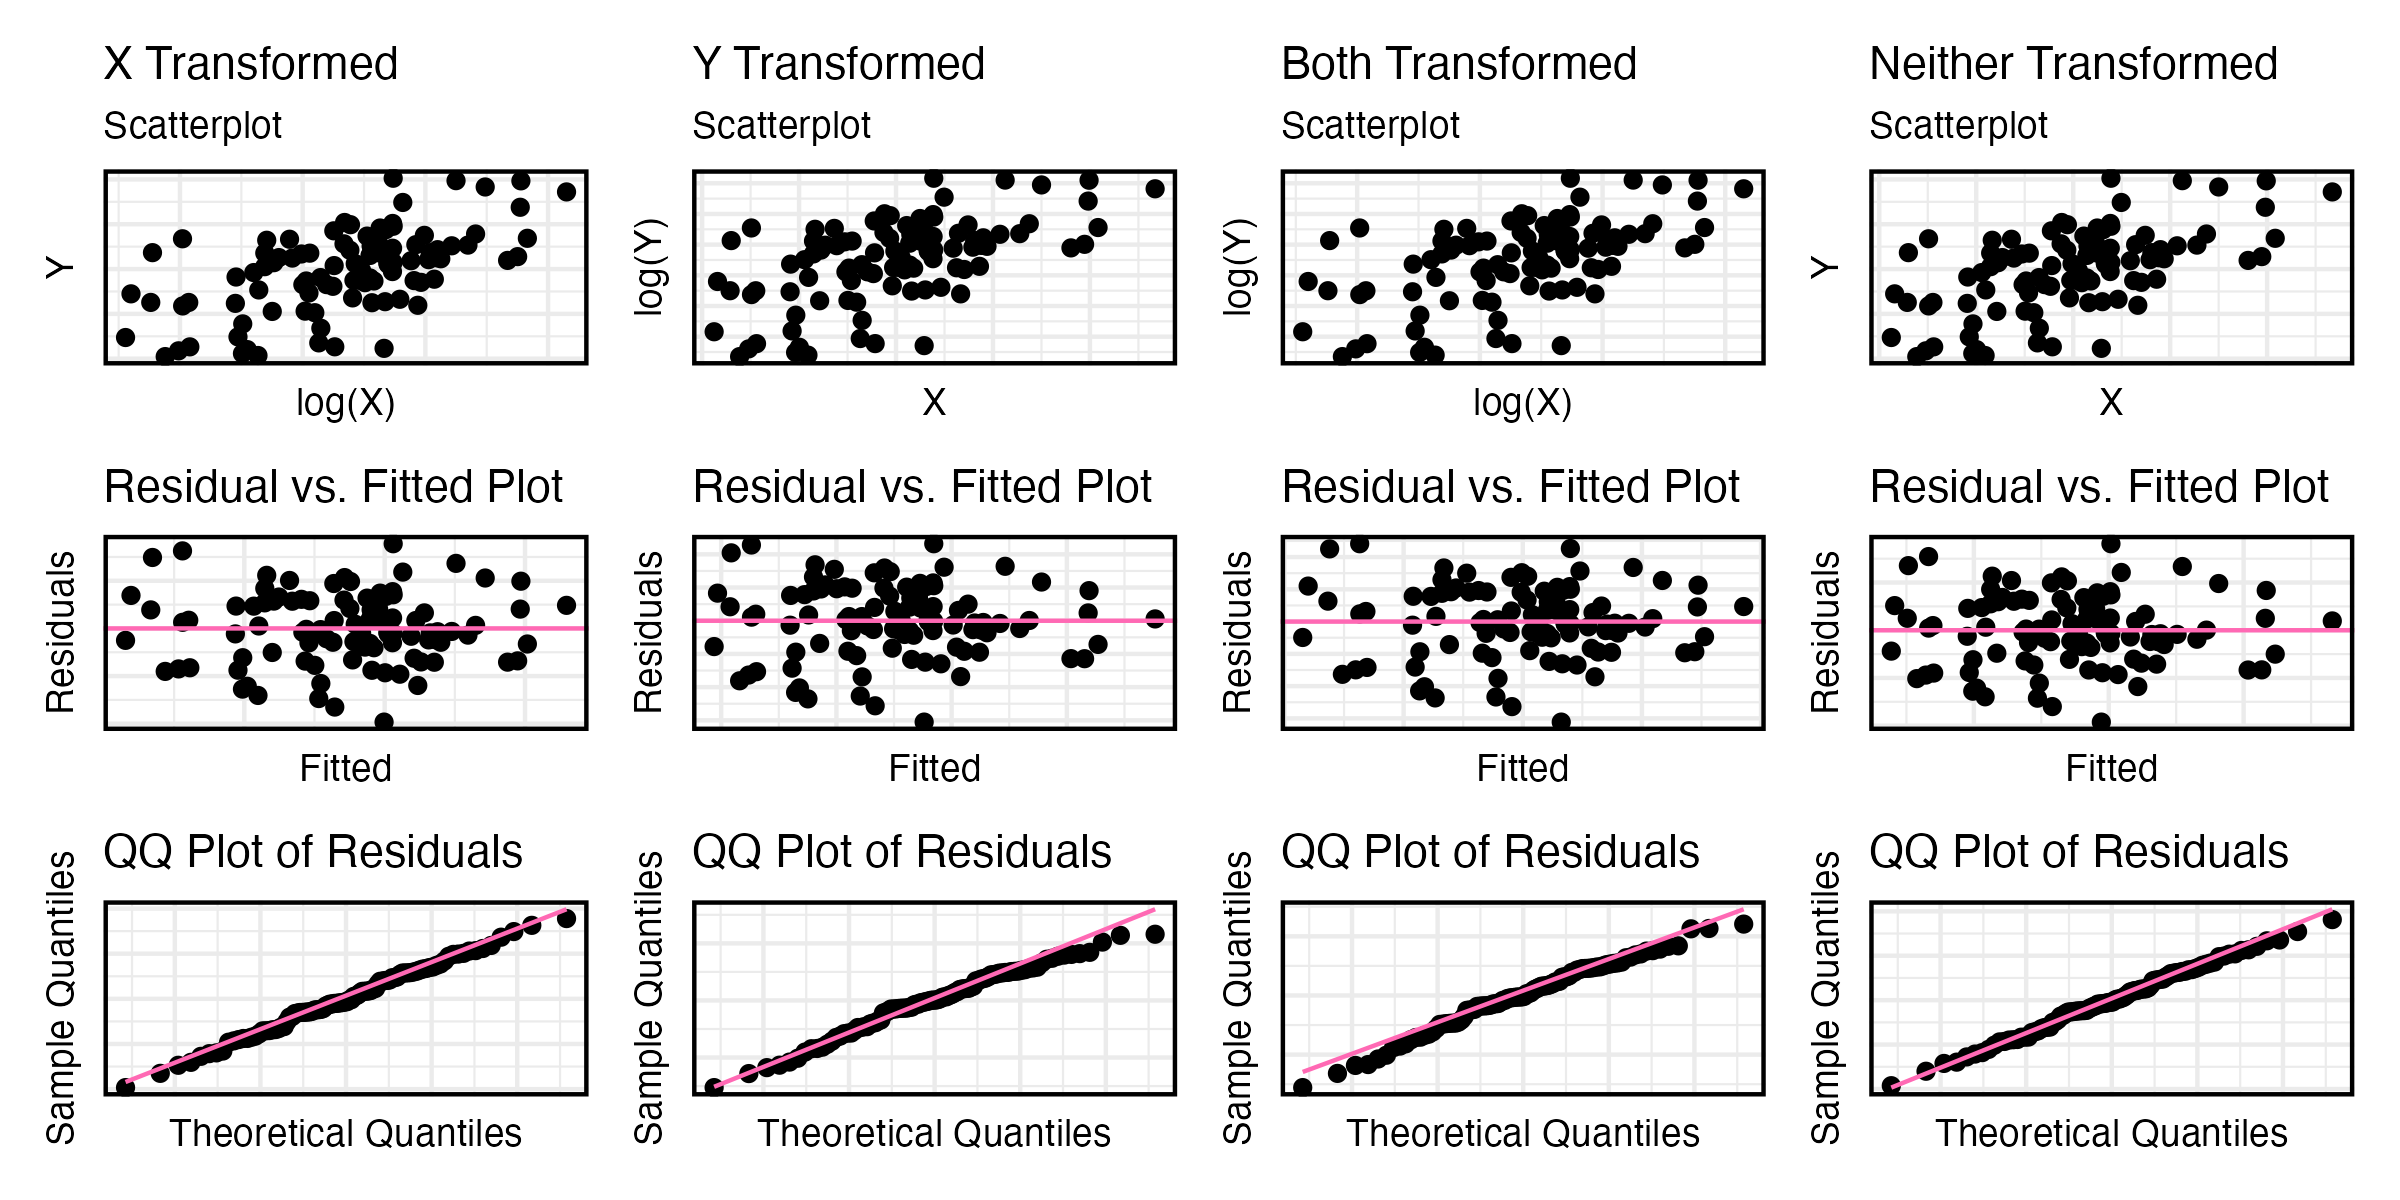 X Transformed
Scatterplot
Y
log(X)
Residual vs. Fitted Plot
Residuals
Fitted
QQ Plot of Residuals
Sample Quantiles
Theoretical Quantiles
Y Transformed
Scatterplot
log(Y)
X
Residual vs. Fitted Plot
Residuals
Fitted
QQ Plot of Residuals
Sample Quantiles
Theoretical Quantiles
Both Transformed
Scatterplot
log(Y)
log(X)
Residual vs. Fitted Plot
Residuals
Fitted
QQ Plot of Residuals
Sample Quantiles
Theoretical Quantiles
Neither Transformed
Scatterplot
Y
X
Residual vs. Fitted Plot
Residuals
Fitted
QQ Plot of Residuals
Sample Quantiles
Theoretical Quantiles